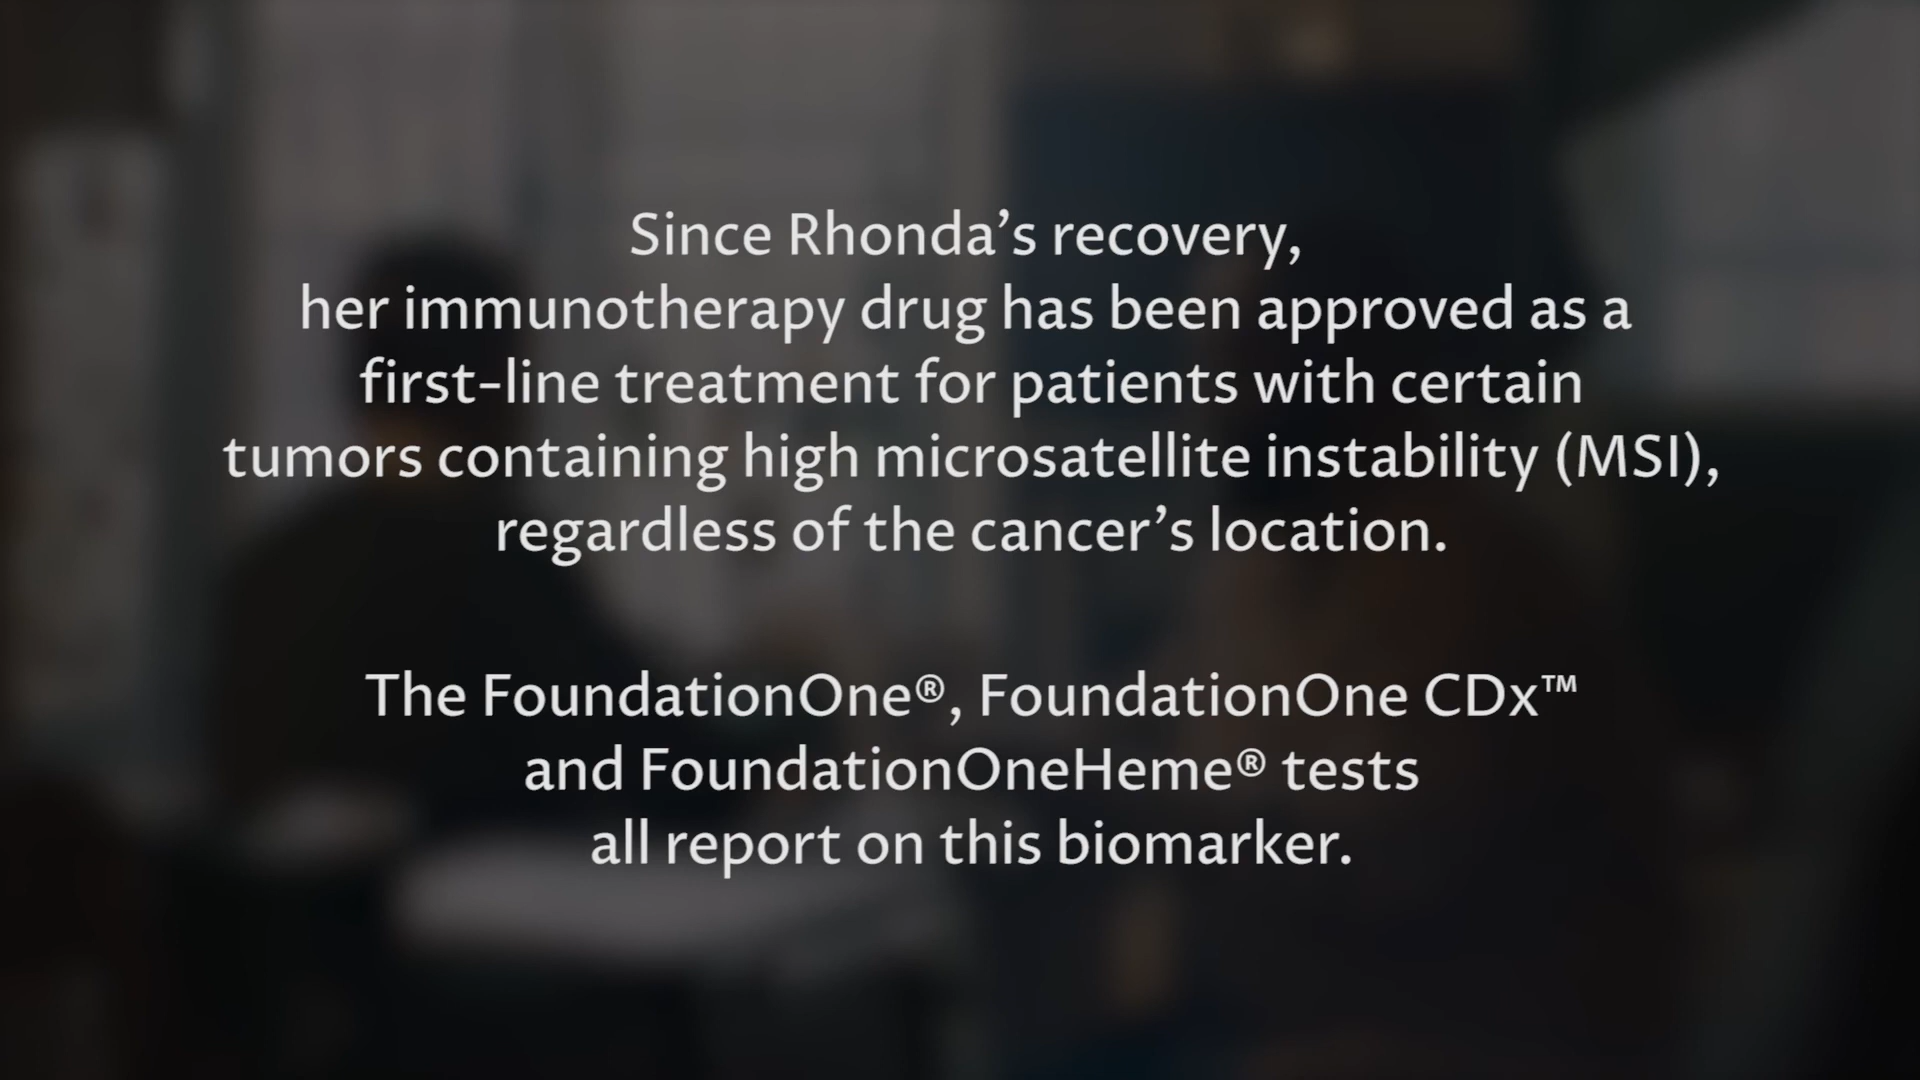 Since Rhonda’s recovery,
her immunotherapy drug has been approved as a
first-line treatment for patients with certain
tumors containing high microsatellite instability (MSI),
regardless of the cancer’s location.
The FoundationOne®, FoundationOne CDx™
and FoundationOneHeme® tests
all report on this biomarker.